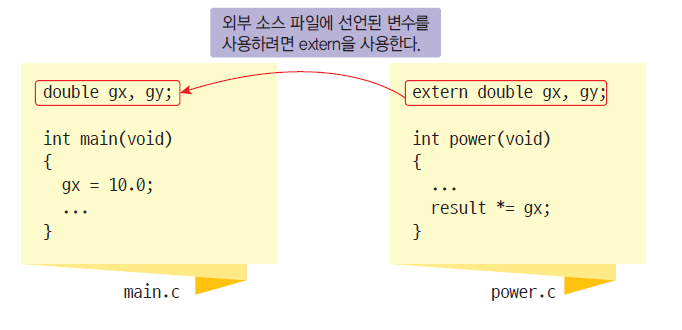 외부 소스 파일에 선언된 변수를
사용하려면 extern을 사용한다.
double gx, gy;
int main(void)
{
gx = 10.0;
...
}
main.c
extern double gx, gy;
int power(void)
{
...
result *= gx;
}
power.c